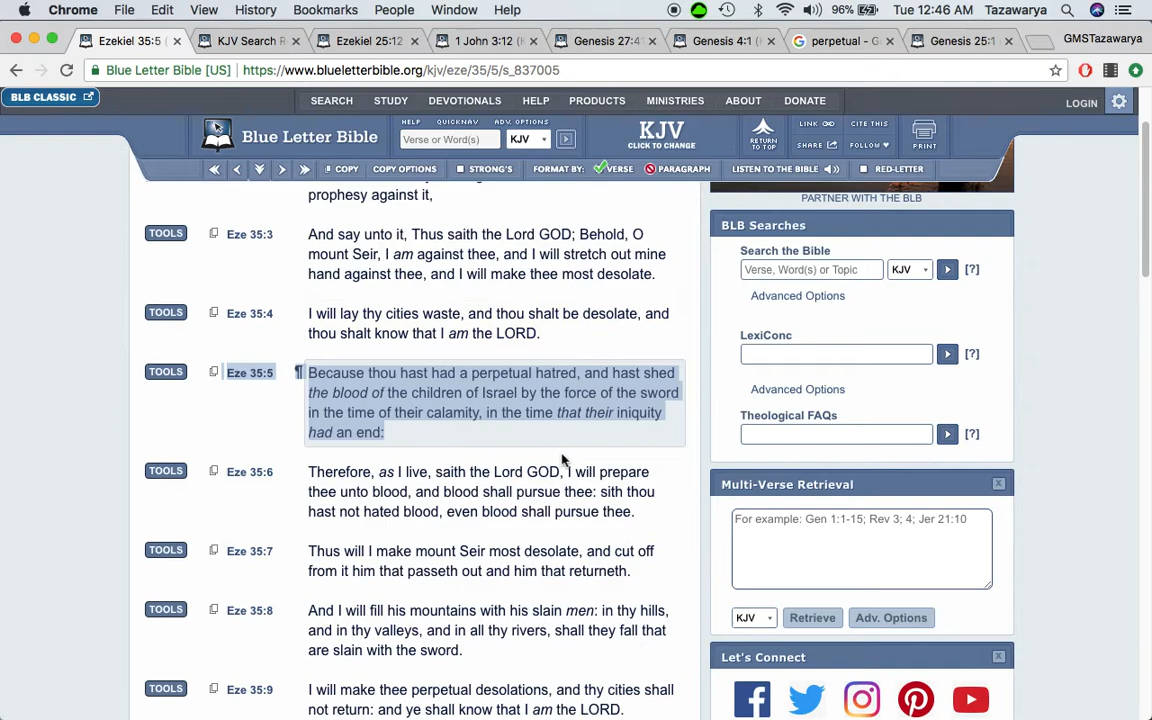 Chrome File Edit View History Bookmarks People Window Help 96% Tue 12:46 AM Tazawarya
Ezekiel 35:5 ( KJV Search R Ezekiel 25:12 1 John 3:12 (K Genesis 27:4 Genesis 4:1 (K perpetual - G Genesis 25:1 GMSTazawarya
Blue Letter Bible [US] https://www.blueletterbible.org/kjv/eze/35/5/s_837005
BLB CLASSIC
SEARCH STUDY DEVOTIONALS HELP PRODUCTS MINISTRIES ABOUT DONATE LOGIN
Blue Letter Bible
HELP QUICKNAV ADV. OPTIONS
Verse or Word(s) KJV
KJV
CLICK TO CHANGE
RETURN
TO TOP
LINK CITE THIS
SHARE FOLLOW
PRINT
COPY COPY OPTIONS STRONG'S FORMAT BY: VERSE PARAGRAPH LISTEN TO THE BIBLE RED-LETTER
prophesy against it,
TOOLS Eze 35:3 And say unto it, Thus saith the Lord GOD; Behold, O
mount Seir, I am against thee, and I will stretch out mine
hand against thee, and I will make thee most desolate.
TOOLS Eze 35:4 I will lay thy cities waste, and thou shalt be desolate, and
thou shalt know that I am the LORD.
TOOLS Eze 35:5 ¶ Because thou hast had a perpetual hatred, and hast shed
the blood of the children of Israel by the force of the sword
in the time of their calamity, in the time that their iniquity
had an end:
TOOLS Eze 35:6 Therefore, as I live, saith the Lord GOD, I will prepare
thee unto blood, and blood shall pursue thee: sith thou
hast not hated blood, even blood shall pursue thee.
TOOLS Eze 35:7 Thus will I make mount Seir most desolate, and cut off
from it him that passeth out and him that returneth.
TOOLS Eze 35:8 And I will fill his mountains with his slain men: in thy hills,
and in thy valleys, and in all thy rivers, shall they fall that
are slain with the sword.
TOOLS Eze 35:9 I will make thee perpetual desolations, and thy cities shall
not return: and ye shall know that I am the LORD.
PARTNER WITH THE BLB
BLB Searches
Search the Bible
Verse, Word(s) or Topic KJV [?]
Advanced Options
LexiConc
[?]
Advanced Options
Theological FAQs
[?]
Multi-Verse Retrieval X
For example: Gen 1:1-15; Rev 3; 4; Jer 21:10
KJV Retrieve Adv. Options
Let's Connect X